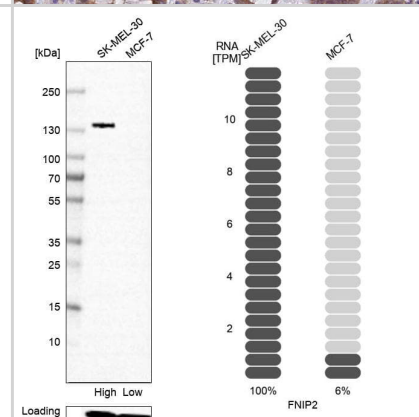 [kDa]
SK-MEL-30
MCF-7
250
130
100
70
55
35
25
15
10
High Low
Loading
RNA
[TPM]
SK-MEL-30
MCF-7
10
8
6
4
2
100%
6%
FNIP2